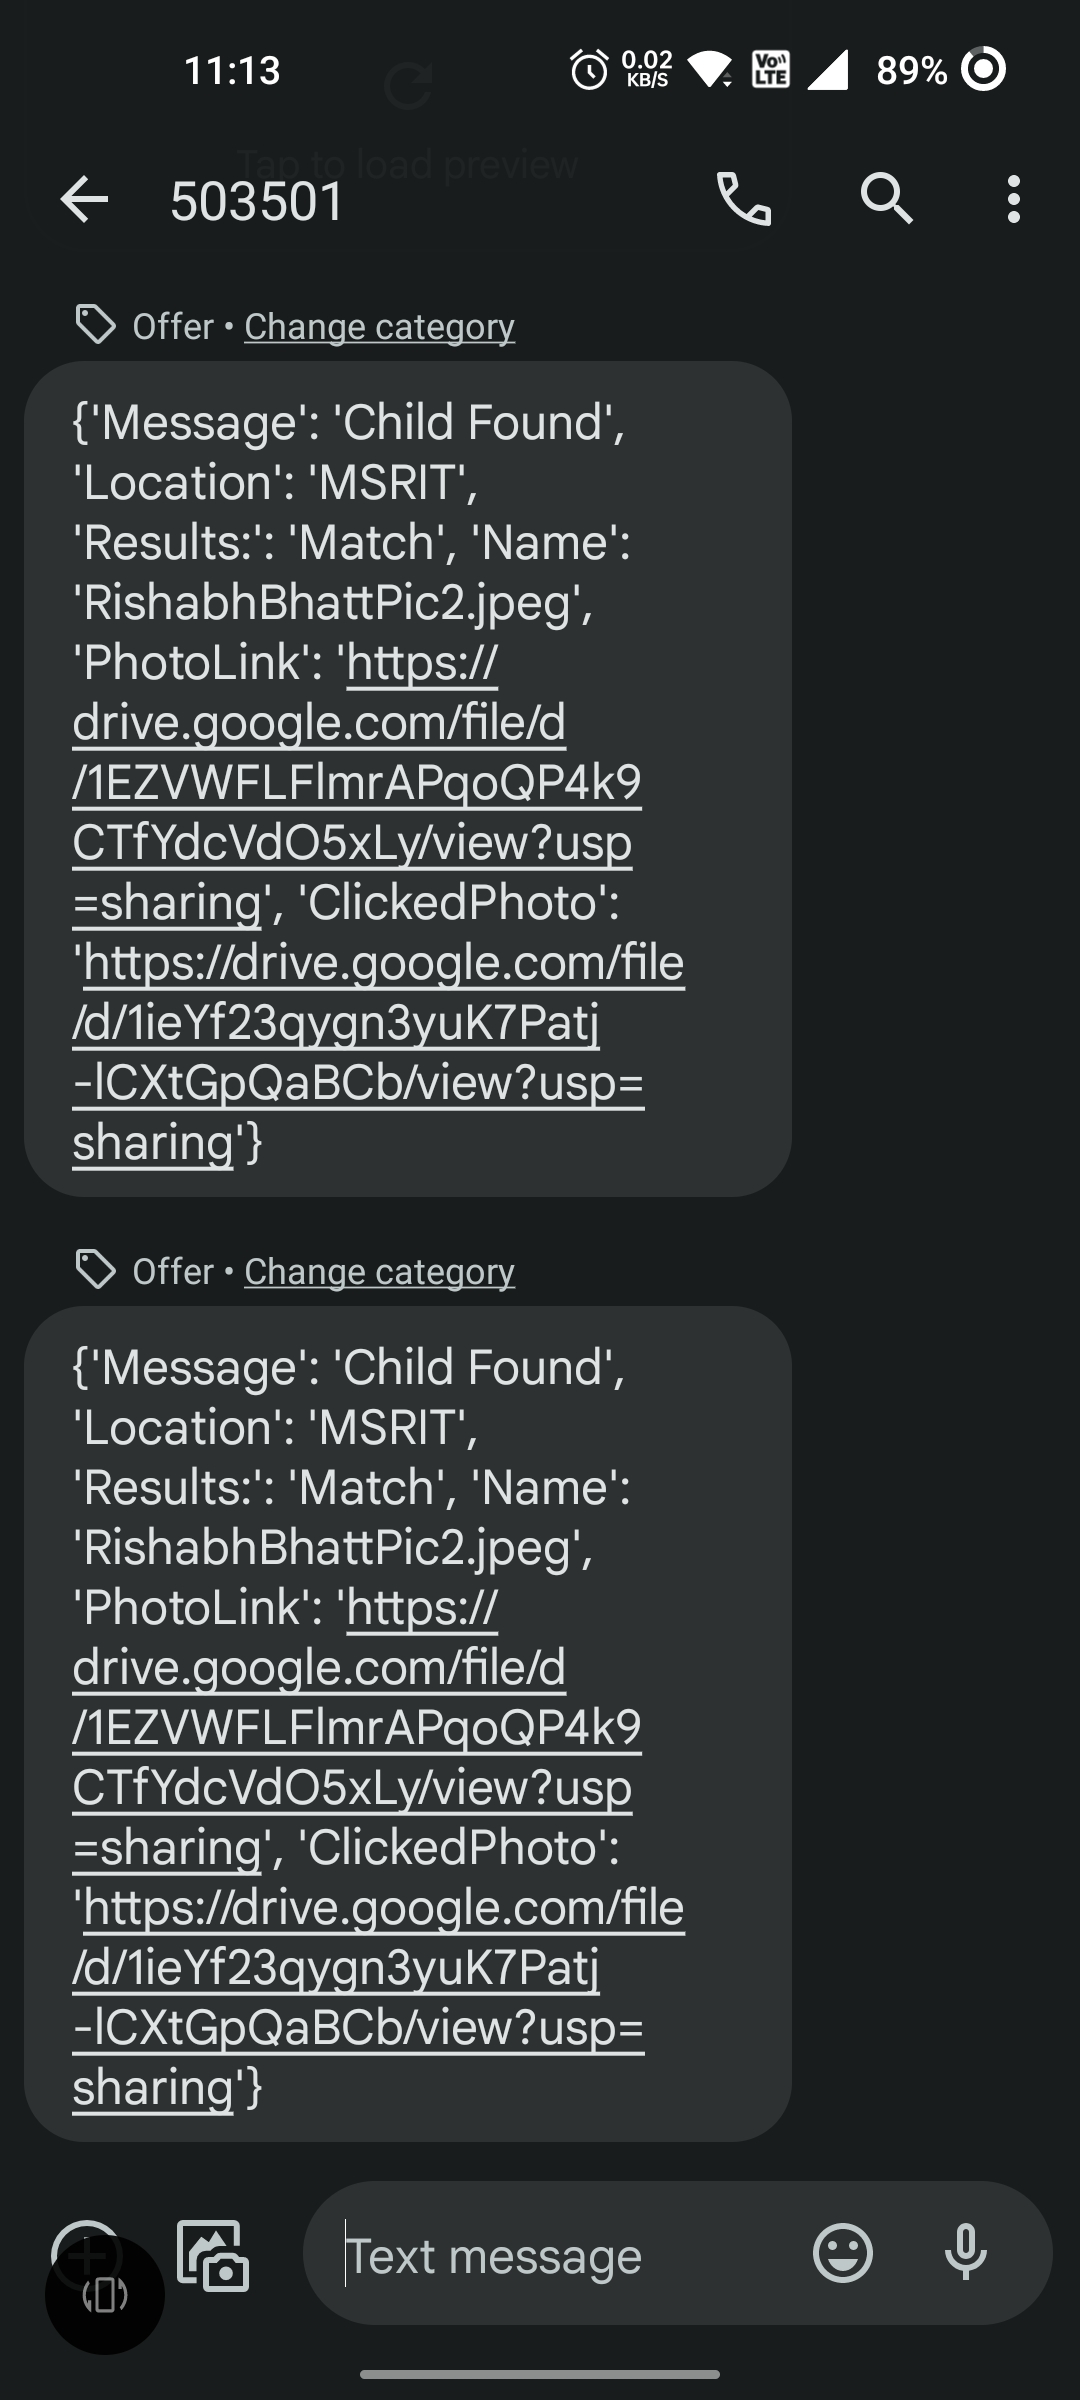 11:13
0.02
KB/S
Vo))
LTE
89%
Tap to load preview
503501
Offer • Change category
{'Message': 'Child Found',
'Location': 'MSRIT',
'Results:': 'Match', 'Name':
'RishabhBhattPic2.jpeg',
'PhotoLink': 'https://
drive.google.com/file/d
/1EZVWFLFlmrAPqoQP4k9
CTfYdcVdO5xLy/view?usp
=sharing', 'ClickedPhoto':
'https://drive.google.com/file
/d/1ieYf23qygn3yuK7Patj
-lCXtGpQaBCb/view?usp=
sharing'}
Offer • Change category
{'Message': 'Child Found',
'Location': 'MSRIT',
'Results:': 'Match', 'Name':
'RishabhBhattPic2.jpeg',
'PhotoLink': 'https://
drive.google.com/file/d
/1EZVWFLFlmrAPqoQP4k9
CTfYdcVdO5xLy/view?usp
=sharing', 'ClickedPhoto':
'https://drive.google.com/file
/d/1ieYf23qygn3yuK7Patj
-lCXtGpQaBCb/view?usp=
sharing'}
Text message